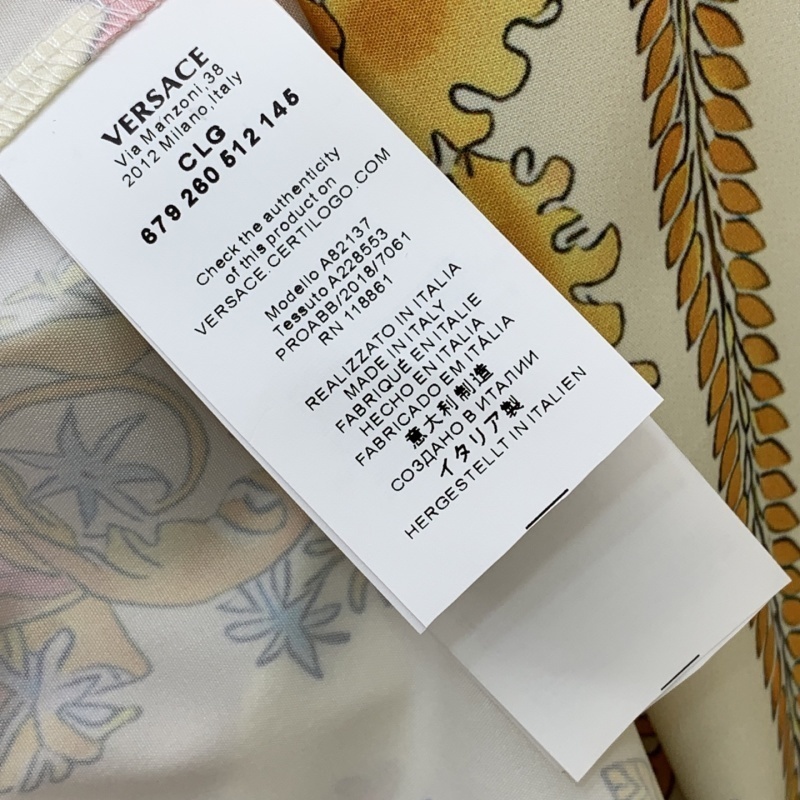 VERSACE
Via Manzoni,38
2012 Milano,Italy
CLG
679 260 512 145
Check the authenticity
of this product on
VERSACE.CERTILOGO.COM
Modello A82137
Tessuto A228553
PROABB/2018/7061
RN 118861
REALIZZATO IN ITALIA
MADE IN ITALY
FABRIQUÉ EN ITALIE
HECHO EN ITALIA
FABRICADO EM ITÁLIA
意大利制造
СОЗДАНО В ИТАЛИИ
イタリア製
HERGESTELLT IN ITALIEN